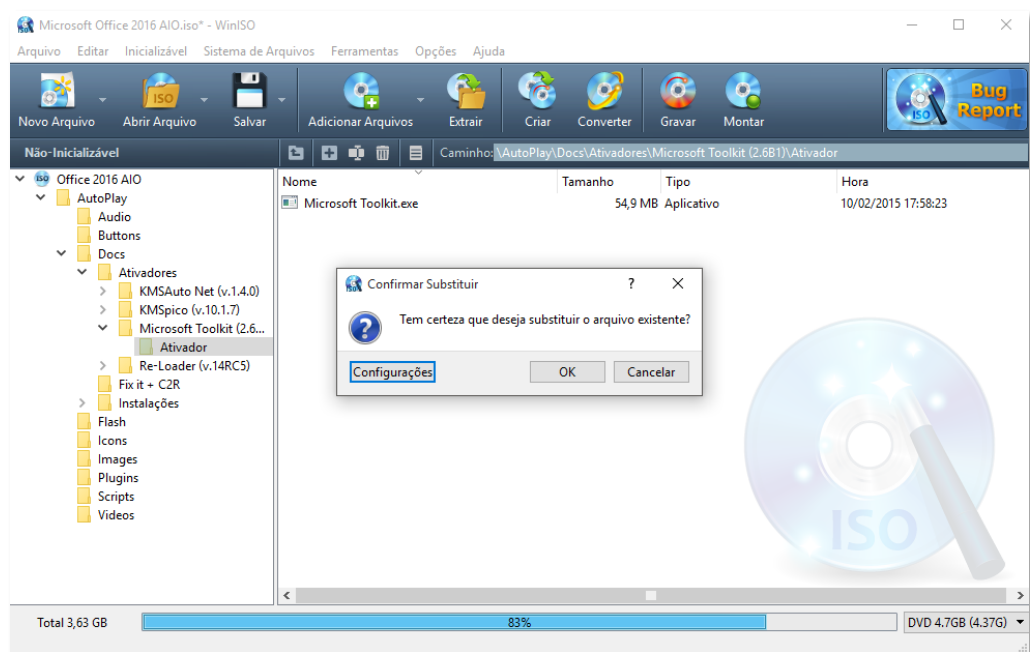 Microsoft Office 2016 AIO.iso* - WinISO
Arquivo Editar Inicializável Sistema de Arquivos Ferramentas Opções Ajuda
ISO
Novo Arquivo Abrir Arquivo Salvar Adicionar Arquivos Extrair Criar Converter Gravar Montar
ISO Bug Report
Não-Inicializável Caminho: \AutoPlay\Docs\Ativadores\Microsoft Toolkit (2.6B1)\Ativador
Office 2016 AIO
AutoPlay
Audio
Buttons
Docs
Ativadores
KMSAuto Net (v.1.4.0)
KMSpico (v.10.1.7)
Microsoft Toolkit (2.6...
Ativador
Re-Loader (v.14RC5)
Fix it + C2R
Instalações
Flash
Icons
Images
Plugins
Scripts
Videos
Nome Tamanho Tipo Hora
Microsoft Toolkit.exe 54,9 MB Aplicativo 10/02/2015 17:58:23
Confirmar Substituir ?
Tem certeza que deseja substituir o arquivo existente?
Configurações OK Cancelar
ISO
Total 3,63 GB 83% DVD 4.7GB (4.37G)